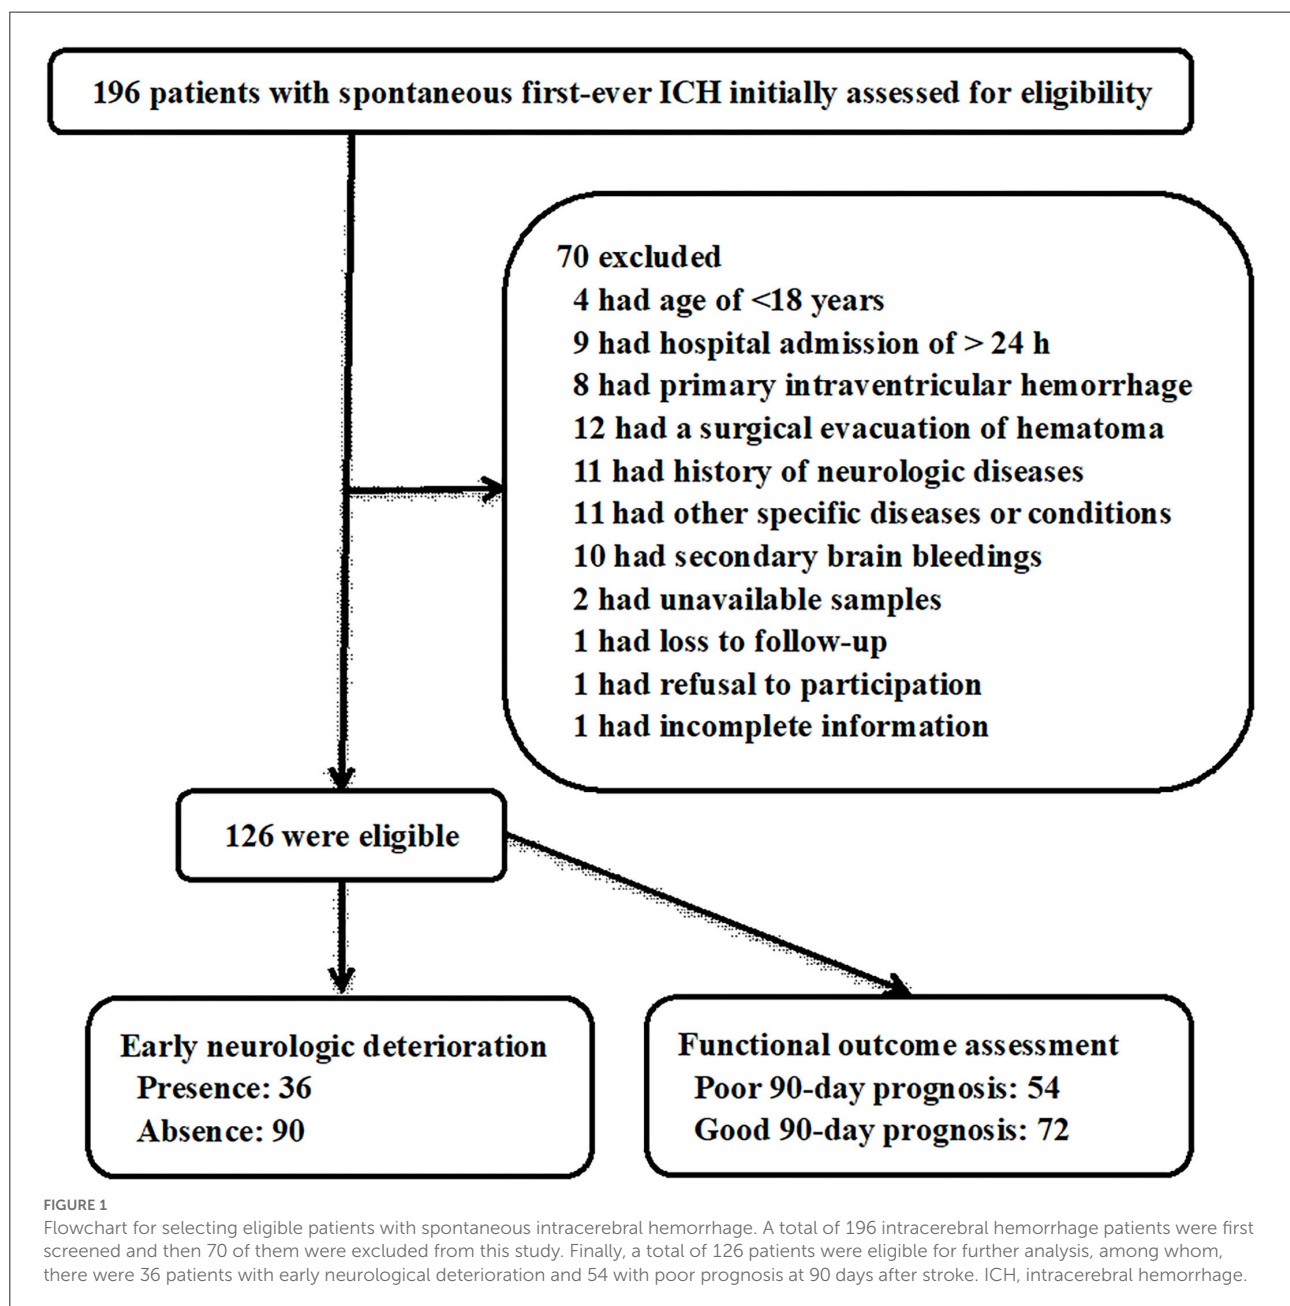 196 patients with spontaneous first-ever ICH initially assessed for eligibility
70 excluded
4 had age of <18 years
9 had hospital admission of > 24 h
8 had primary intraventricular hemorrhage
12 had a surgical evacuation of hematoma
11 had history of neurologic diseases
11 had other specific diseases or conditions
10 had secondary brain bleedings
2 had unavailable samples
1 had loss to follow-up
1 had refusal to participation
1 had incomplete information
126 were eligible
Early neurologic deterioration
Presence: 36
Absence: 90
Functional outcome assessment
Poor 90-day prognosis: 54
Good 90-day prognosis: 72
FIGURE 1
Flowchart for selecting eligible patients with spontaneous intracerebral hemorrhage. A total of 196 intracerebral hemorrhage patients were first
screened and then 70 of them were excluded from this study. Finally, a total of 126 patients were eligible for further analysis, among whom,
there were 36 patients with early neurological deterioration and 54 with poor prognosis at 90 days after stroke. ICH, intracerebral hemorrhage.